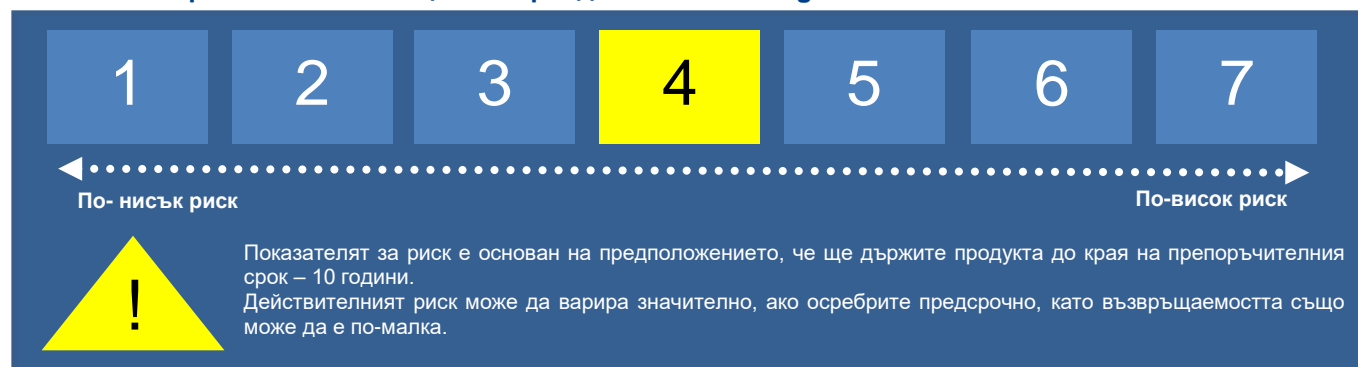 1 2 3 4 5 6 7
По- нисък риск По-висок риск
! Показателят за риск е основан на предположението, че ще държите продукта до края на препоръчителния
срок – 10 години.
Действителният риск може да варира значително, ако осребрите предсрочно, като възвръщаемостта също
може да е по-малка.